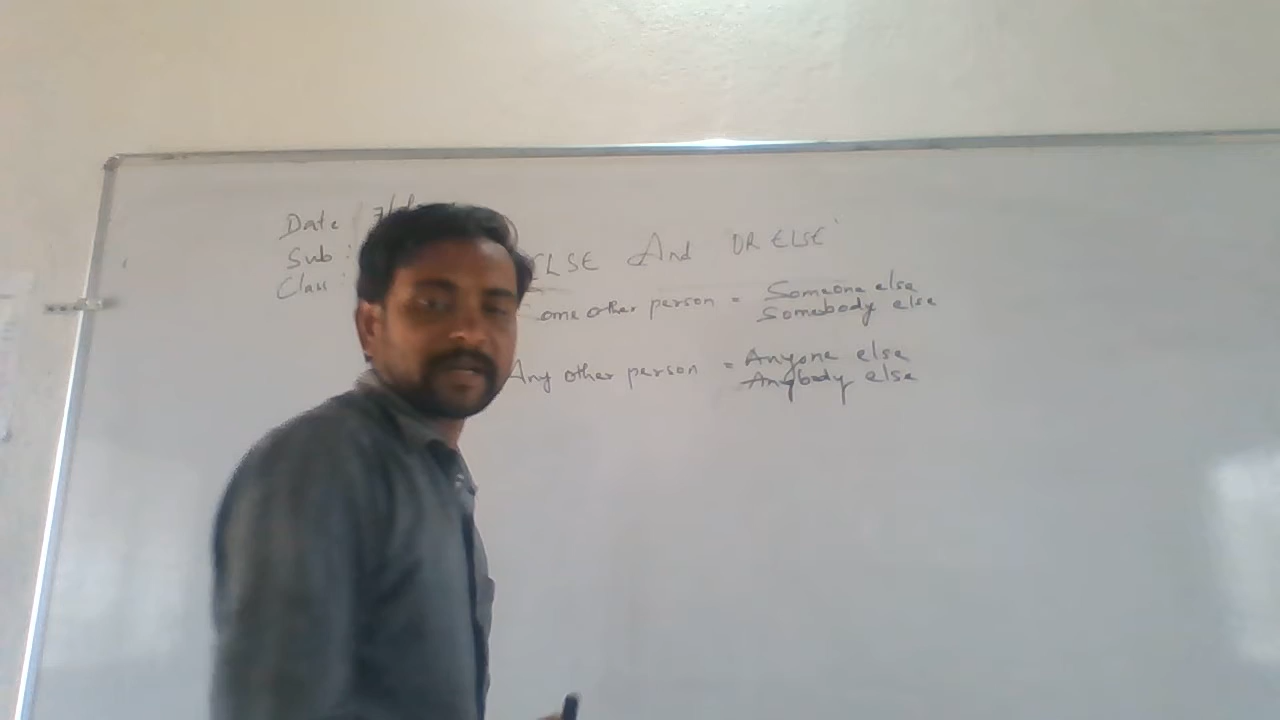 Date
Sub :
Class :
ELSE And OR ELSE
ome other person = Someone else
Somebody else
Any other person = Anyone else
Anybody else